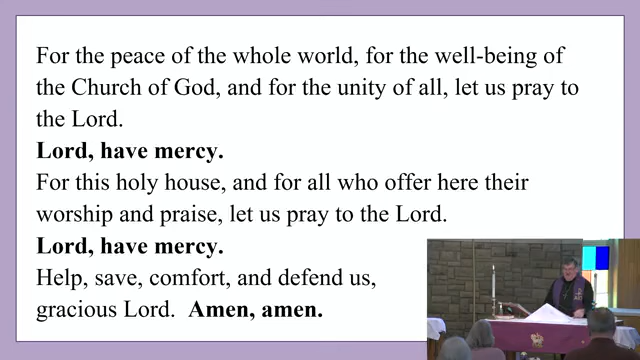 For the peace of the whole world, for the well-being of
the Church of God, and for the unity of all, let us pray to
the Lord.
Lord, have mercy.
For this holy house, and for all who offer here their
worship and praise, let us pray to the Lord.
Lord, have mercy.
Help, save, comfort, and defend us,
gracious Lord. Amen, amen.